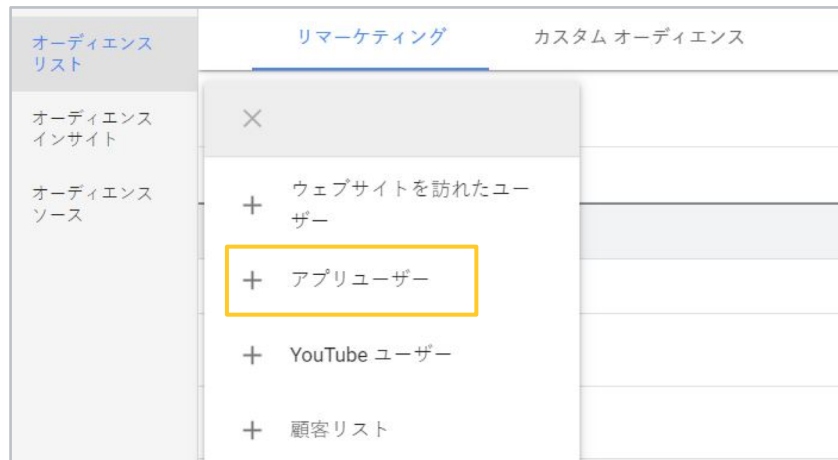 オーディエンス
リスト
オーディエンス
インサイト
オーディエンス
ソース
リマーケティング
カスタム オーディエンス
ウェブサイトを訪れたユー
ザー
アプリユーザー
YouTube ユーザー
顧客リスト